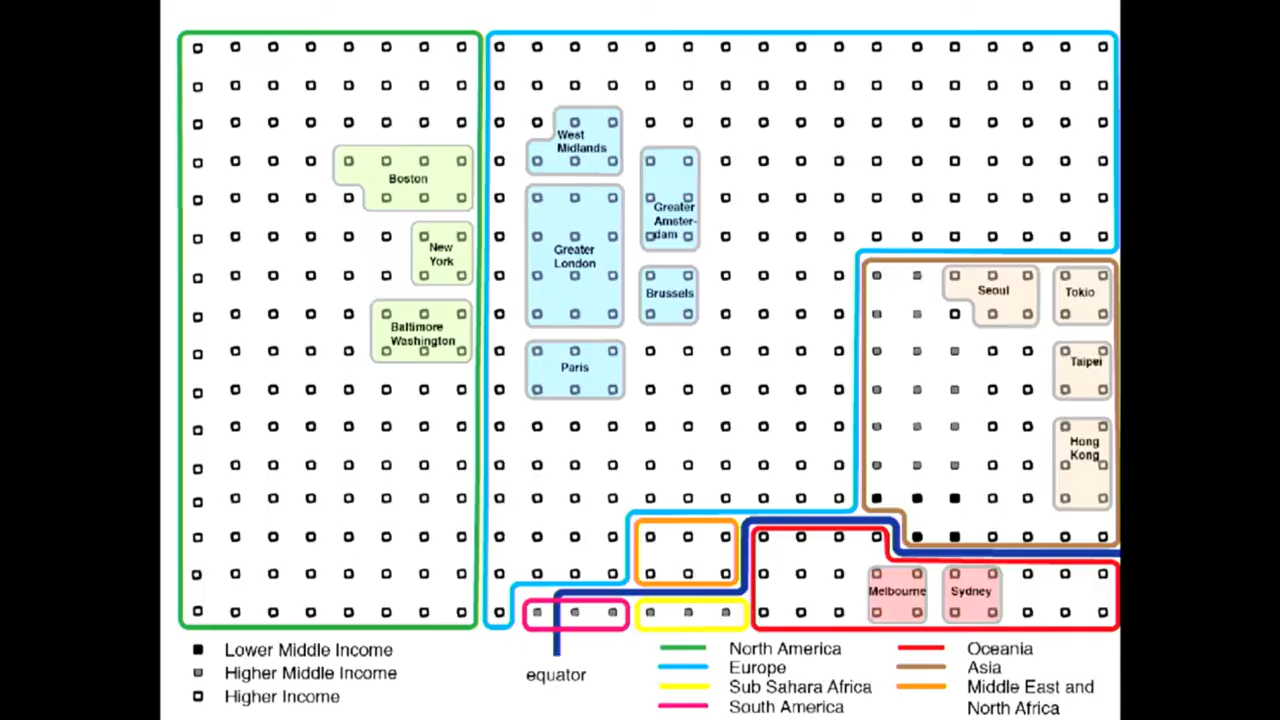 West
Midlands
Boston
Greater
Amster-
dam
New
York
Greater
London
Brussels
Seoul
Tokio
Baltimore
Washington
Paris
Taipei
Hong
Kong
Melbourne
Sydney
Lower Middle Income
Higher Middle Income
Higher Income
equator
North America
Europe
Sub Sahara Africa
South America
Oceania
Asia
Middle East and
North Africa